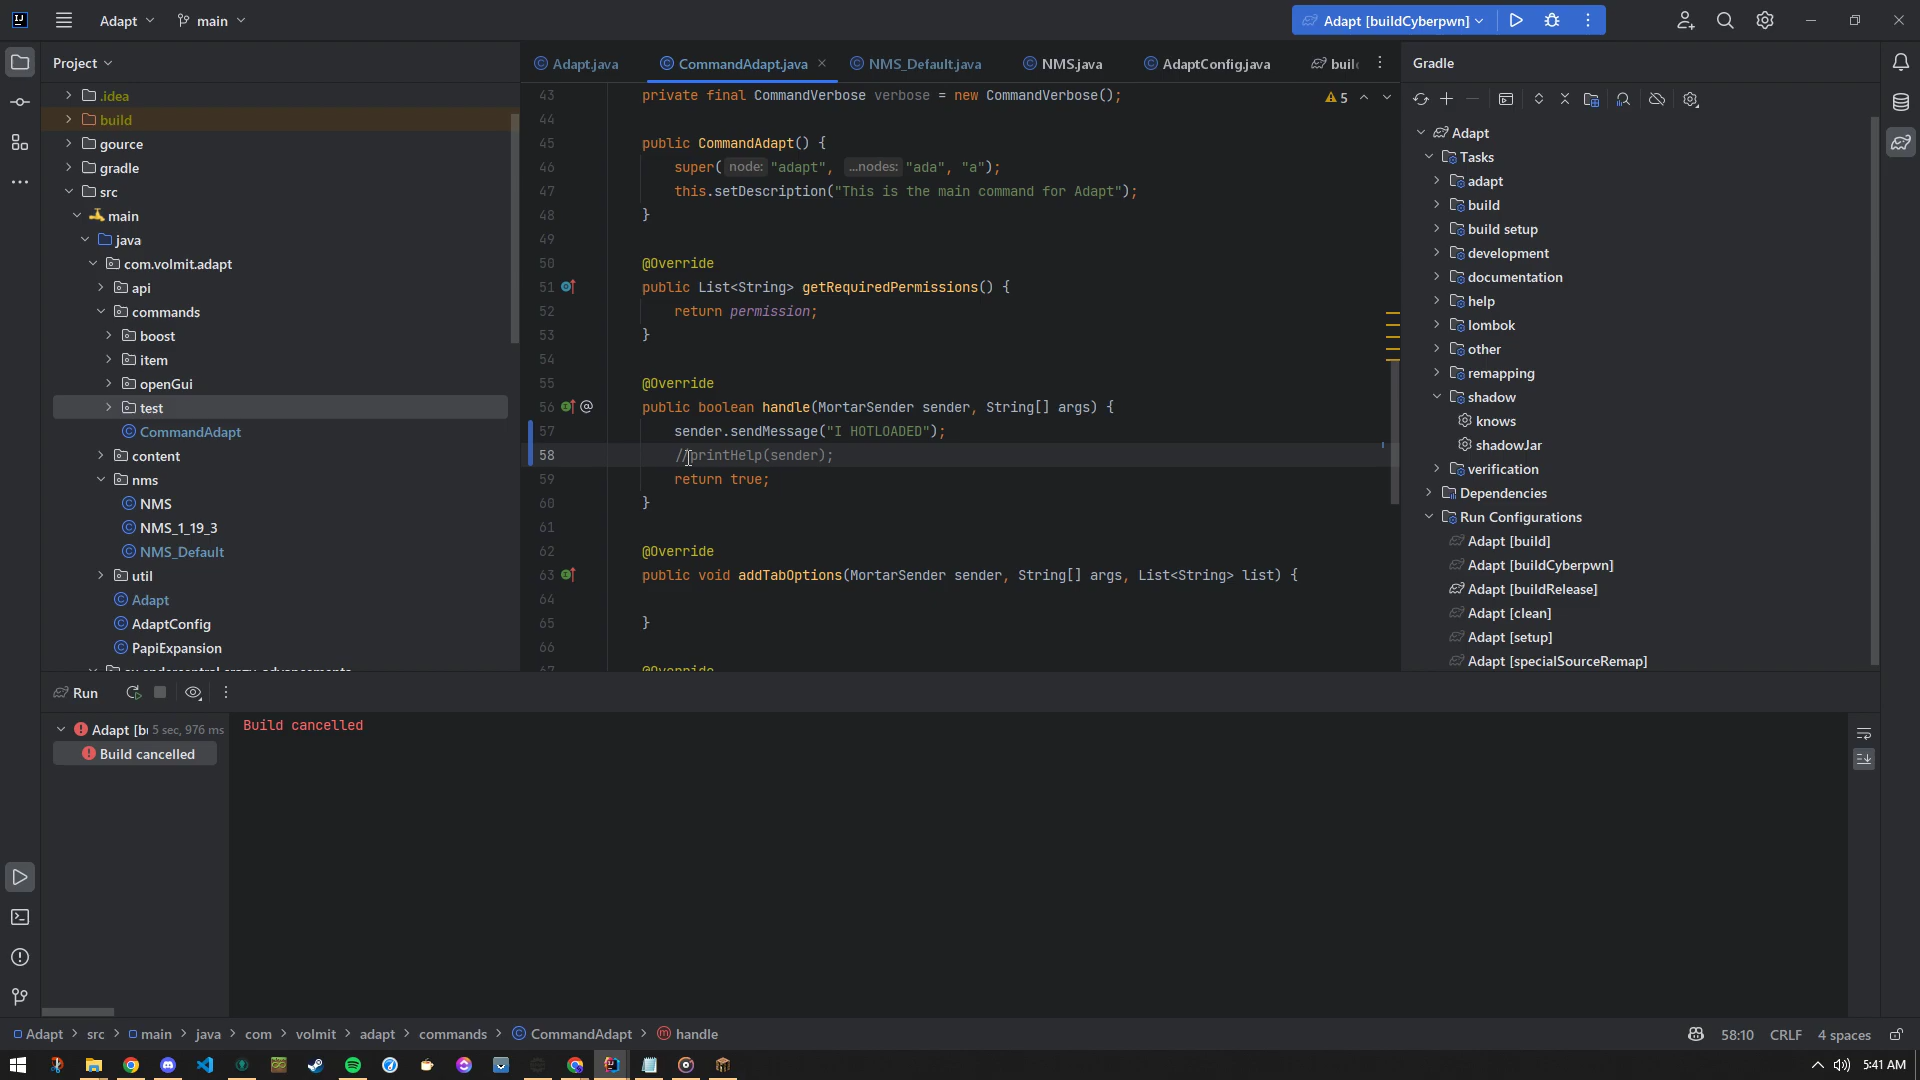 Adapt
main
Adapt [buildCyberpwn]
Project
.idea
build
gource
gradle
src
main
java
com.volmit.adapt
api
commands
boost
item
openGui
test
CommandAdapt
content
nms
NMS
NMS_1_19_3
NMS_Default
util
Adapt
AdaptConfig
PapiExpansion
Adapt.java
CommandAdapt.java
NMS_Default.java
NMS.java
AdaptConfig.java
buil
5
43 private final CommandVerbose verbose = new CommandVerbose();
44
45 public CommandAdapt() {
46 super( node: "adapt", ...nodes: "ada", "a");
47 this.setDescription("This is the main command for Adapt");
48 }
49
50 @Override
51 public List<String> getRequiredPermissions() {
52 return permission;
53 }
54
55 @Override
56 @ public boolean handle(MortarSender sender, String[] args) {
57 sender.sendMessage("I HOTLOADED");
58 //printHelp(sender);
59 return true;
60 }
61
62 @Override
63 public void addTabOptions(MortarSender sender, String[] args, List<String> list) {
64
65 }
66
67 @Override
Gradle
Adapt
Tasks
adapt
build
build setup
development
documentation
help
lombok
other
remapping
shadow
knows
shadowJar
verification
Dependencies
Run Configurations
Adapt [build]
Adapt [buildCyberpwn]
Adapt [buildRelease]
Adapt [clean]
Adapt [setup]
Adapt [specialSourceRemap]
Run
Adapt [bu 5 sec, 976 ms
Build cancelled
Build cancelled
Adapt > src > main > java > com > volmit > adapt > commands > CommandAdapt > handle
58:10 CRLF 4 spaces
5:41 AM